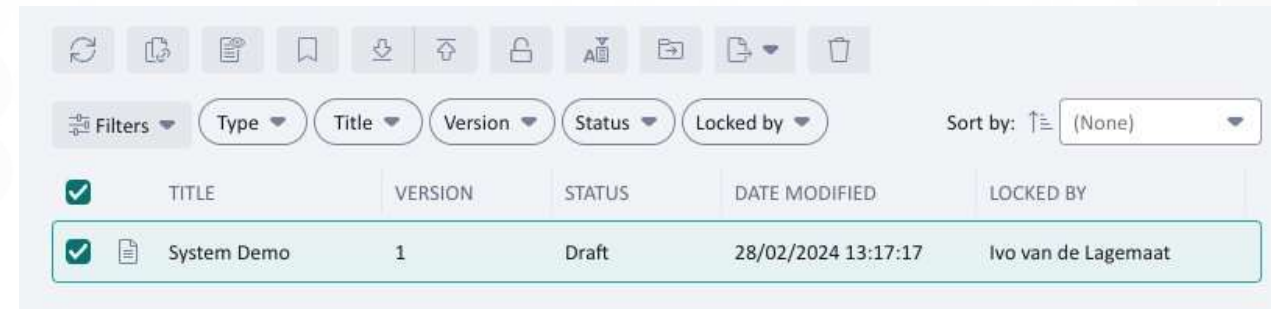 Filters Type Title Version Status Locked by Sort by: (None)
TITLE VERSION STATUS DATE MODIFIED LOCKED BY
System Demo 1 Draft 28/02/2024 13:17:17 Ivo van de Lagemaat